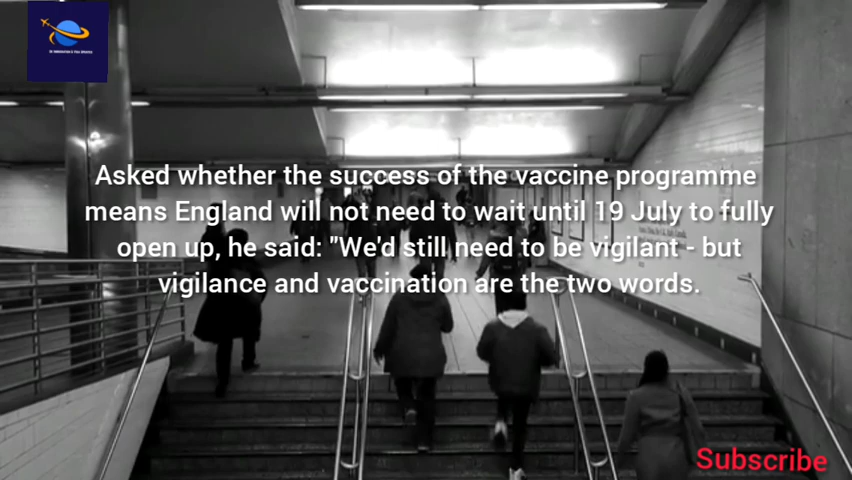 Asked whether the success of the vaccine programme
means England will not need to wait until 19 July to fully
open up, he said: "We'd still need to be vigilant - but
vigilance and vaccination are the two words.
Subscribe